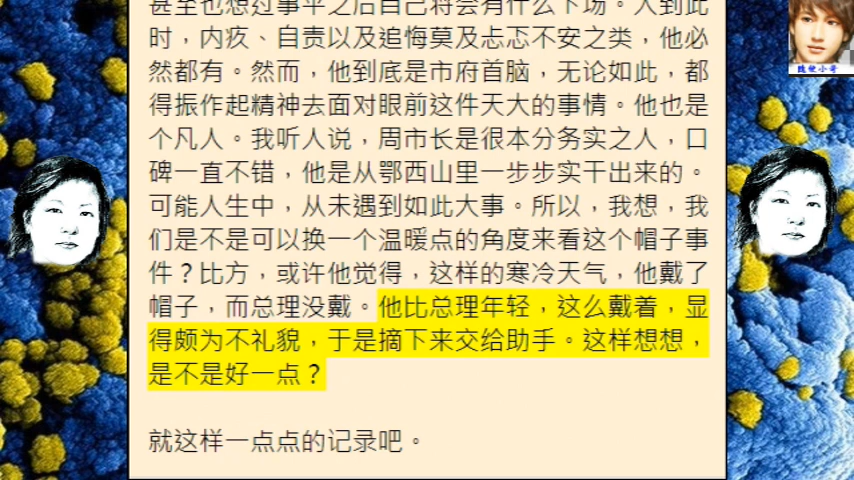 甚至也想过事平之后自己将会有什么下场。人到此
时，内疚、自责以及追悔莫及忐忑不安之类，他必
然都有。然而，他到底是市府首脑，无论如此，都
得振作起精神去面对眼前这件天大的事情。他也是
个凡人。我听人说，周市长是很本分务实之人，口
碑一直不错，他是从鄂西山里一步步实干出来的。
可能人生中，从未遇到如此大事。所以，我想，我
们是不是可以换一个温暖点的角度来看这个帽子事
件？比方，或许他觉得，这样的寒冷天气，他戴了
帽子，而总理没戴。他比总理年轻，这么戴着，显
得颇为不礼貌，于是摘下来交给助手。这样想想，
是不是好一点？
就这样一点点的记录吧。